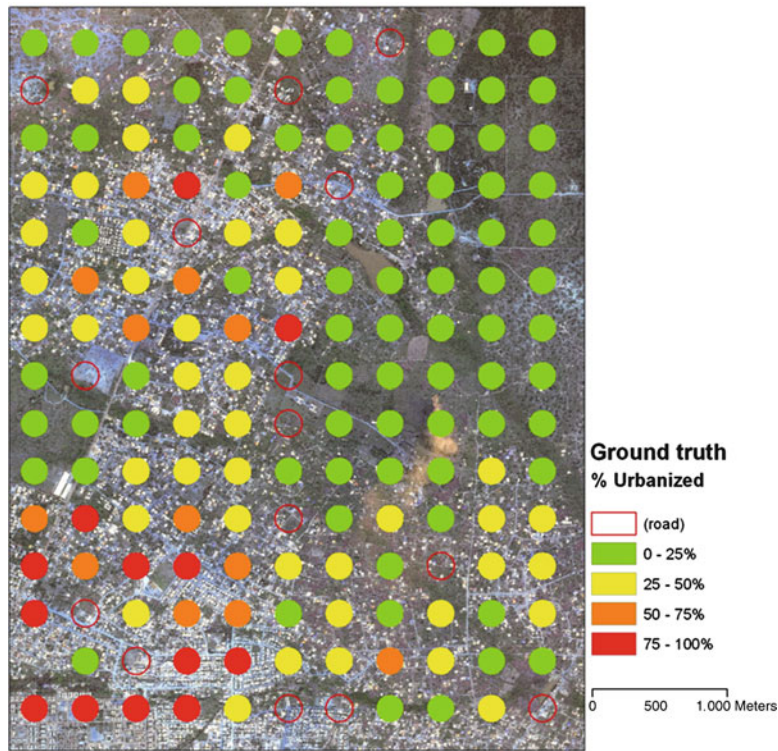 Ground truth
% Urbanized
(road)
0 - 25%
25 - 50%
50 - 75%
75 - 100%
0 500 1.000 Meters